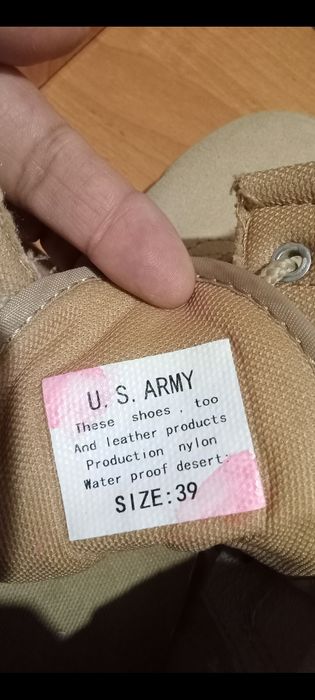 U. S. ARMY
These shoes . too
And leather products
Production nylon
Water proof desert:
SIZE:39